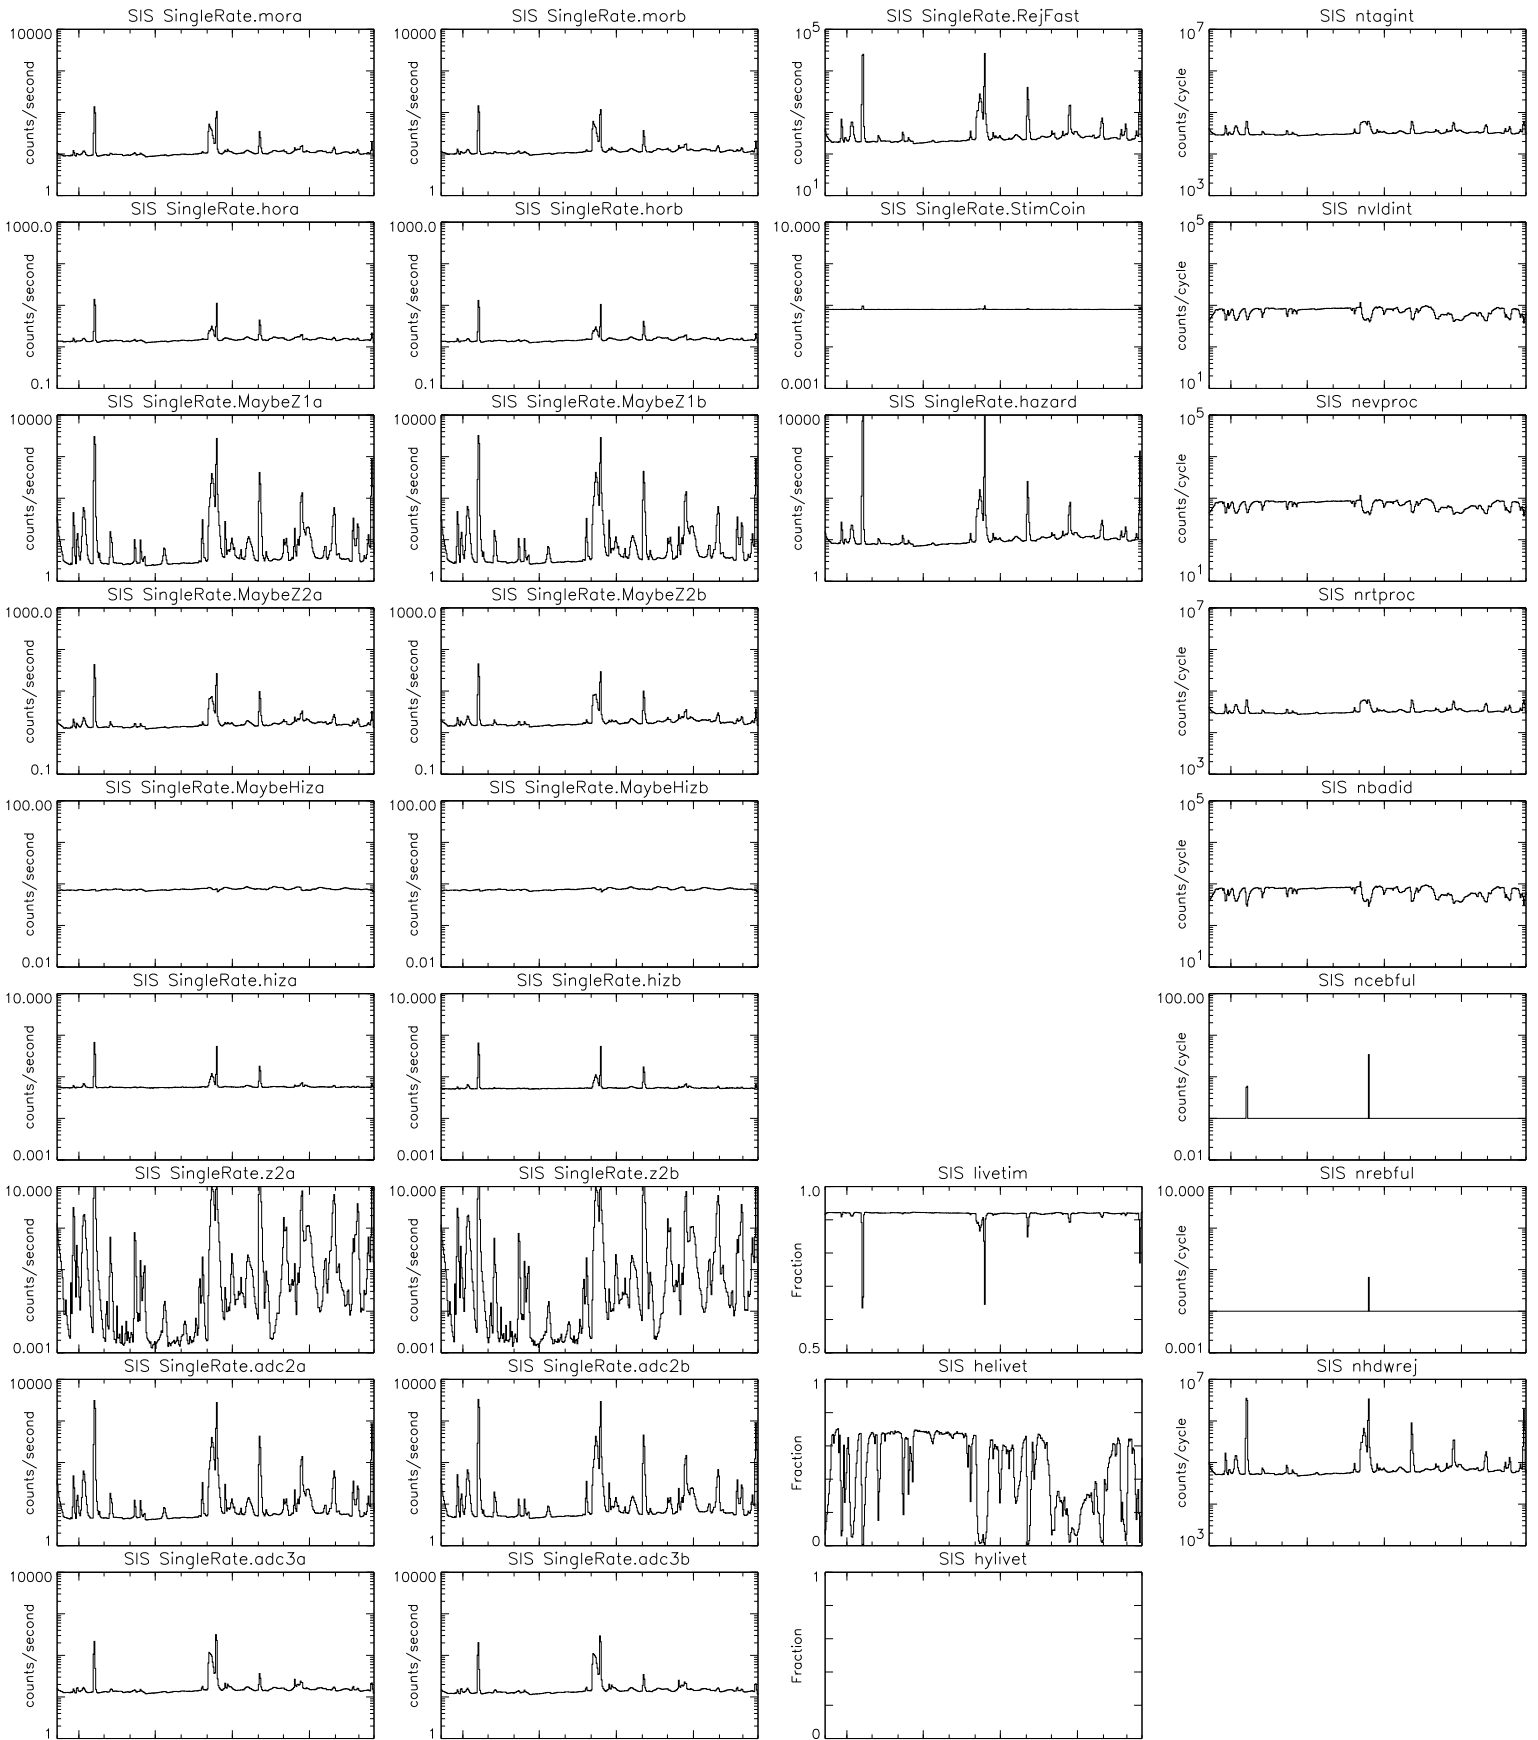 SIS SingleRate.mora
10000
counts/second
1
SIS SingleRate.morb
10000
counts/second
1
SIS SingleRate.RejFast
10^5
counts/second
10^1
SIS ntagint
10^7
counts/cycle
10^3
SIS SingleRate.hora
1000.0
counts/second
0.1
SIS SingleRate.horb
1000.0
counts/second
0.1
SIS SingleRate.StimCoin
10.000
counts/second
0.001
SIS nvldint
10^5
counts/cycle
10^1
SIS SingleRate.MaybeZ1a
10000
counts/second
1
SIS SingleRate.MaybeZ1b
10000
counts/second
1
SIS SingleRate.hazard
10000
counts/second
1
SIS nevproc
10^5
counts/cycle
10^1
SIS SingleRate.MaybeZ2a
1000.0
counts/second
0.1
SIS SingleRate.MaybeZ2b
1000.0
counts/second
0.1
SIS nrtproc
10^7
counts/cycle
10^3
SIS SingleRate.MaybeHiza
100.00
counts/second
0.01
SIS SingleRate.MaybeHizb
100.00
counts/second
0.01
SIS nbadid
10^5
counts/cycle
10^1
SIS SingleRate.hiza
10.000
counts/second
0.001
SIS SingleRate.hizb
10.000
counts/second
0.001
SIS ncebful
100.00
counts/cycle
0.01
SIS SingleRate.z2a
10.000
counts/second
0.001
SIS SingleRate.z2b
10.000
counts/second
0.001
SIS livetim
1.0
Fraction
0.5
SIS nrebful
10.000
counts/cycle
0.001
SIS SingleRate.adc2a
10000
counts/second
1
SIS SingleRate.adc2b
10000
counts/second
1
SIS helivet
1
Fraction
0
SIS nhdwrej
10^7
counts/cycle
10^3
SIS SingleRate.adc3a
10000
counts/second
1
SIS SingleRate.adc3b
10000
counts/second
1
SIS hylivet
1
Fraction
0